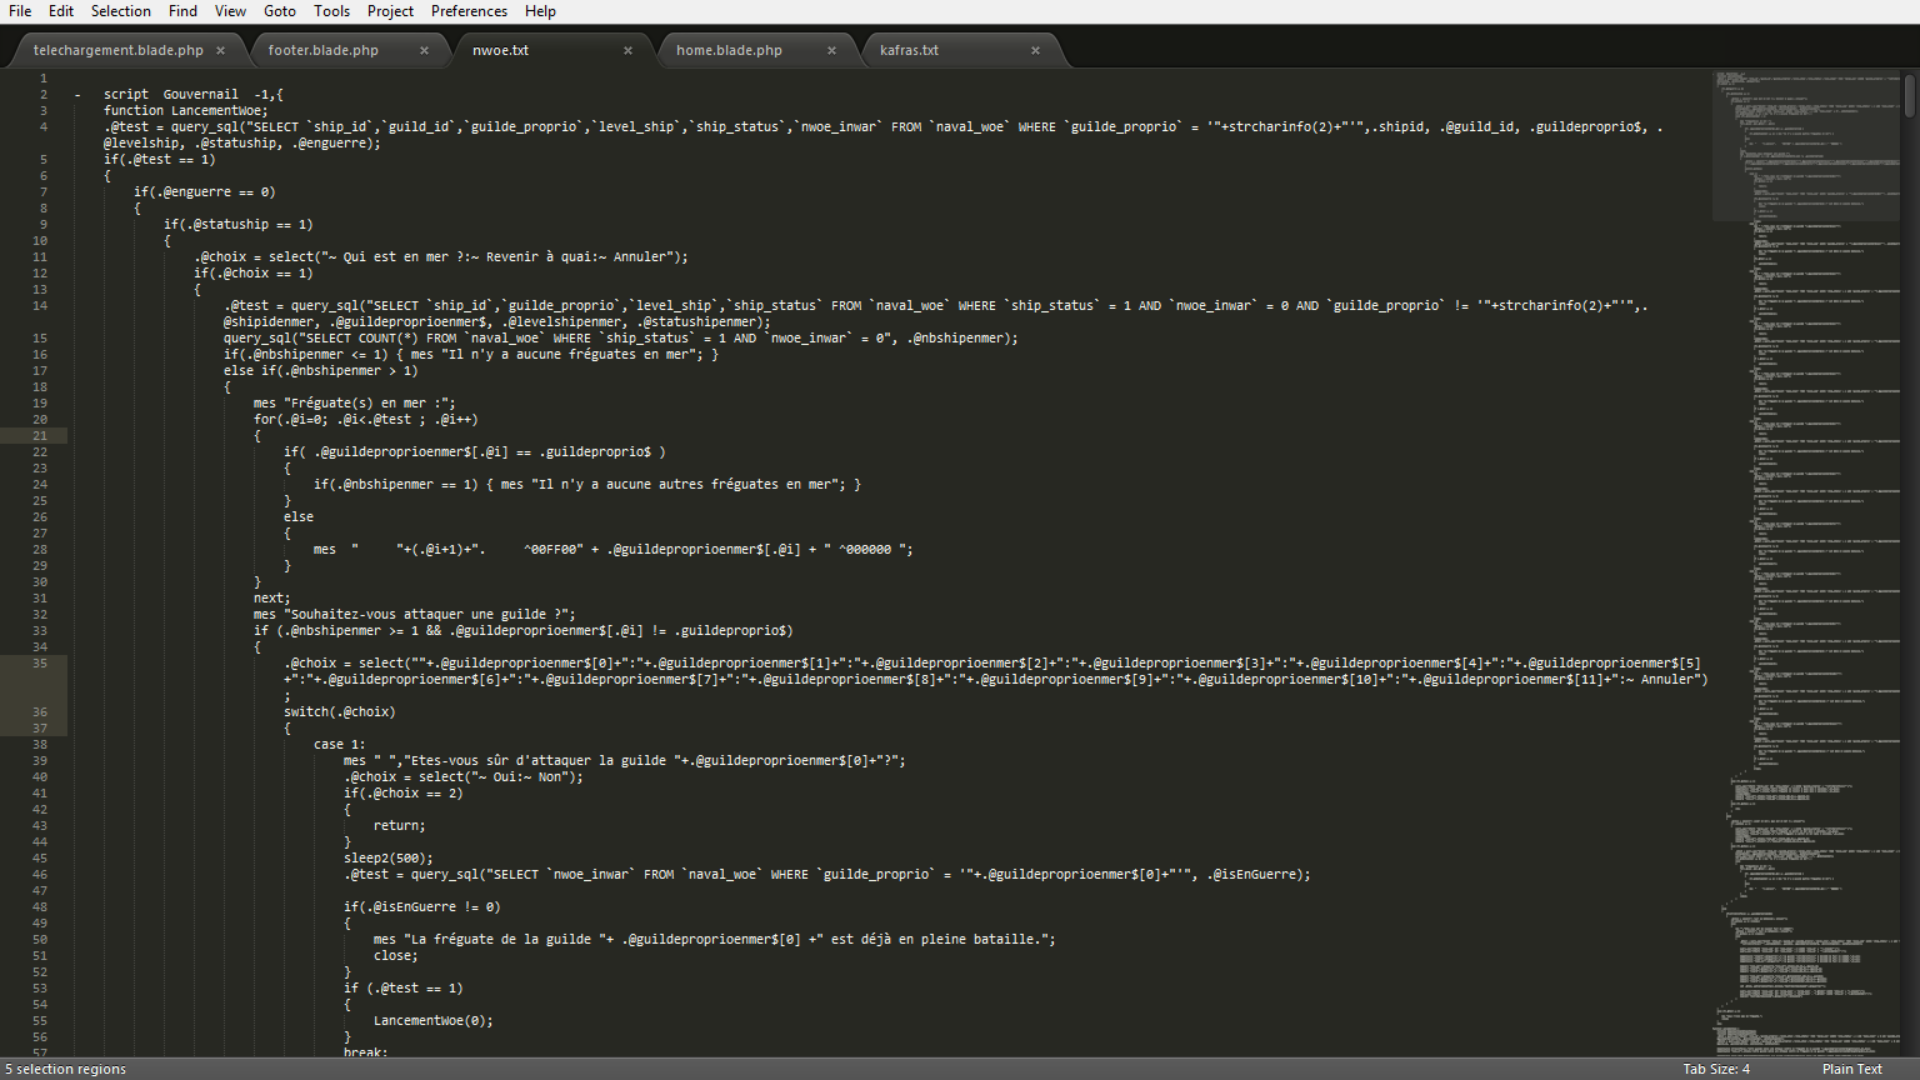 File Edit Selection Find View Goto Tools Project Preferences Help
telechargement.blade.php × footer.blade.php × nwoe.txt × home.blade.php × kafras.txt ×
1
2 - script Gouvernail -1,{
3 function LancementWoe;
4 .@test = query_sql("SELECT `ship_id`,`guild_id`,`guilde_proprio`,`level_ship`,`ship_status`,`nwoe_inwar` FROM `naval_woe` WHERE `guilde_proprio` = '"+strcharinfo(2)+"'",.shipid, .@guild_id, .guildeproprio$, .
@levelship, .@statuship, .@enguerre);
5 if(.@test == 1)
6 {
7 if(.@enguerre == 0)
8 {
9 if(.@statuship == 1)
10 {
11 .@choix = select("~ Qui est en mer ?:~ Revenir à quai:~ Annuler");
12 if(.@choix == 1)
13 {
14 .@test = query_sql("SELECT `ship_id`,`guilde_proprio`,`level_ship`,`ship_status` FROM `naval_woe` WHERE `ship_status` = 1 AND `nwoe_inwar` = 0 AND `guilde_proprio` != '"+strcharinfo(2)+"'",.
@shipidenmer, .@guildeproprioenmer$, .@levelshipenmer, .@statushipenmer);
15 query_sql("SELECT COUNT(*) FROM `naval_woe` WHERE `ship_status` = 1 AND `nwoe_inwar` = 0", .@nbshipenmer);
16 if(.@nbshipenmer <= 1) { mes "Il n'y a aucune fréguates en mer"; }
17 else if(.@nbshipenmer > 1)
18 {
19 mes "Fréguate(s) en mer :";
20 for(.@i=0; .@i<.@test ; .@i++)
21 {
22 if( .@guildeproprioenmer$[.@i] == .guildeproprio$ )
23 {
24 if(.@nbshipenmer == 1) { mes "Il n'y a aucune autres fréguates en mer"; }
25 }
26 else
27 {
28 mes "     "+(.@i+1)+".     ^00FF00" + .@guildeproprioenmer$[.@i] + " ^000000 ";
29 }
30 }
31 next;
32 mes "Souhaitez-vous attaquer une guilde ?";
33 if (.@nbshipenmer >= 1 && .@guildeproprioenmer$[.@i] != .guildeproprio$)
34 {
35 .@choix = select(""+.@guildeproprioenmer$[0]+":"+.@guildeproprioenmer$[1]+":"+.@guildeproprioenmer$[2]+":"+.@guildeproprioenmer$[3]+":"+.@guildeproprioenmer$[4]+":"+.@guildeproprioenmer$[5]
+":"+.@guildeproprioenmer$[6]+":"+.@guildeproprioenmer$[7]+":"+.@guildeproprioenmer$[8]+":"+.@guildeproprioenmer$[9]+":"+.@guildeproprioenmer$[10]+":"+.@guildeproprioenmer$[11]+":~ Annuler")
;
36 switch(.@choix)
37 {
38 case 1:
39 mes " ","Etes-vous sûr d'attaquer la guilde "+.@guildeproprioenmer$[0]+"?";
40 .@choix = select("~ Oui:~ Non");
41 if(.@choix == 2)
42 {
43 return;
44 }
45 sleep2(500);
46 .@test = query_sql("SELECT `nwoe_inwar` FROM `naval_woe` WHERE `guilde_proprio` = '"+.@guildeproprioenmer$[0]+"'", .@isEnGuerre);
47
48 if(.@isEnGuerre != 0)
49 {
50 mes "La fréguate de la guilde "+ .@guildeproprioenmer$[0] +" est déjà en pleine bataille.";
51 close;
52 }
53 if (.@test == 1)
54 {
55 LancementWoe(0);
56 }
57 break;
5 selection regions Tab Size: 4 Plain Text